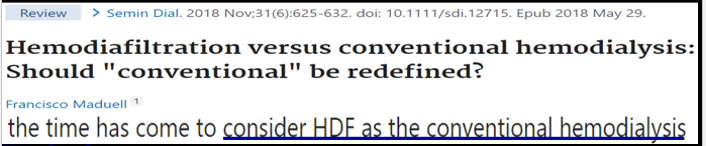 Review > Semin Dial. 2018 Nov;31(6):625-632. doi: 10.1111/sdi.12715. Epub 2018 May 29.
Hemodiafiltration versus conventional hemodialysis:
Should "conventional" be redefined?
Francisco Maduell 1
the time has come to consider HDF as the conventional hemodialysis